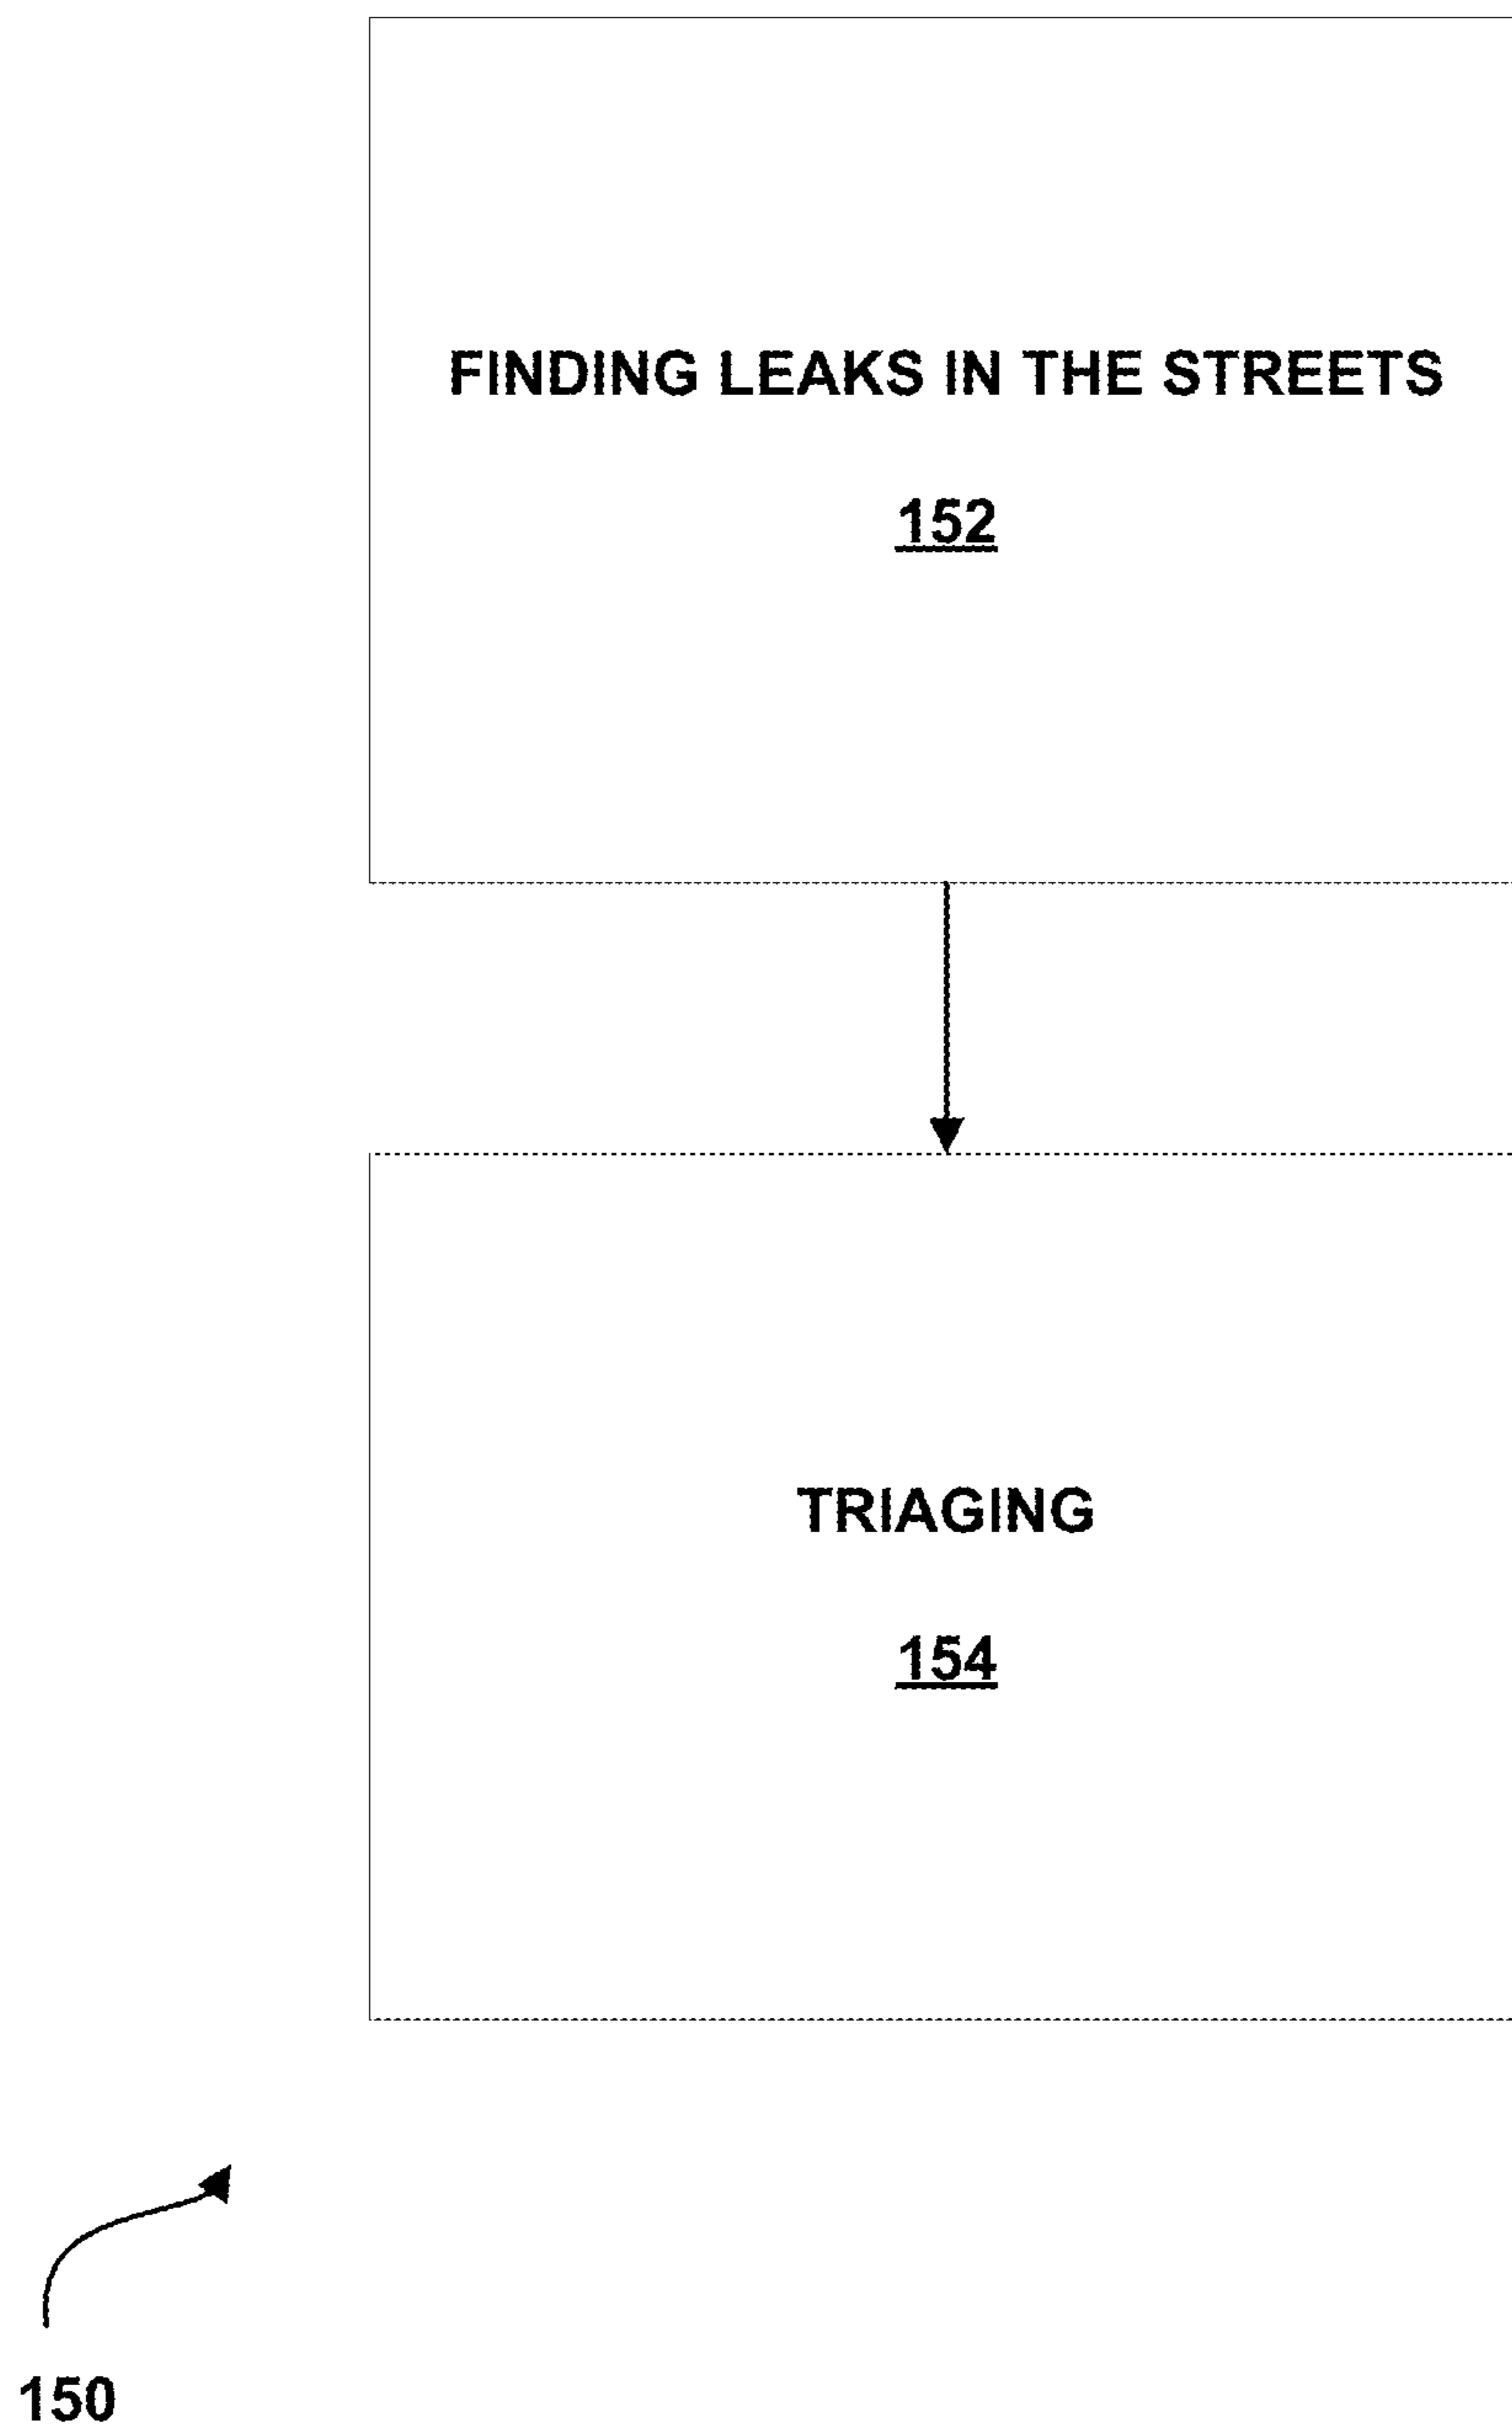 FINDING LEAKS IN THE STREETS
152
TRIAGING
154
150